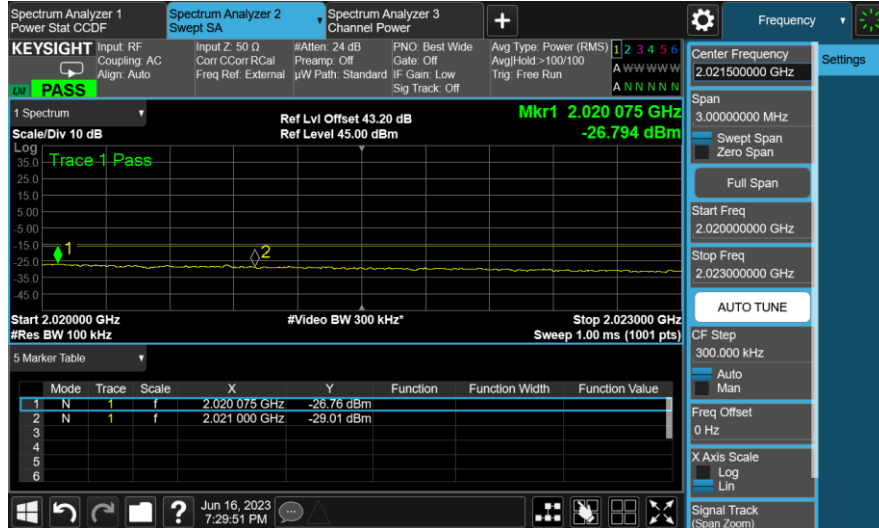 Spectrum Analyzer 1
Power Stat CCDF
Spectrum Analyzer 2
Swept SA
Spectrum Analyzer 3
Channel Power
Frequency
KEYSIGHT
PASS
Input: RF
Coupling: AC
Align: Auto
Input Z: 50 Ω
Corr CCorr RCal
Freq Ref: External
#Atten: 24 dB
Preamp: Off
µW Path: Standard
PNO: Best Wide
Gate: Off
IF Gain: Low
Sig Track: Off
Avg Type: Power (RMS)
Avg|Hold:>100/100
Trig: Free Run
1 2 3 4 5 6
A W W W W W
A N N N N N
1 Spectrum
Scale/Div 10 dB
Ref Lvl Offset 43.20 dB
Ref Level 45.00 dBm
Mkr1 2.020 075 GHz
-26.794 dBm
Log
Trace 1 Pass
35.0
25.0
15.0
5.00
-5.00
-15.0
-25.0
-35.0
-45.0
1
2
Start 2.020000 GHz
#Res BW 100 kHz
#Video BW 300 kHz*
Stop 2.023000 GHz
Sweep 1.00 ms (1001 pts)
5 Marker Table
Mode Trace Scale X Y Function Function Width Function Value
1 N 1 f 2.020 075 GHz -26.76 dBm
2 N 1 f 2.021 000 GHz -29.01 dBm
3
4
5
6
Jun 16, 2023
7:29:51 PM
Center Frequency
2.021500000 GHz
Settings
Span
3.00000000 MHz
Swept Span
Zero Span
Full Span
Start Freq
2.020000000 GHz
Stop Freq
2.023000000 GHz
AUTO TUNE
CF Step
300.000 kHz
Auto
Man
Freq Offset
0 Hz
X Axis Scale
Log
Lin
Signal Track
(Span Zoom)